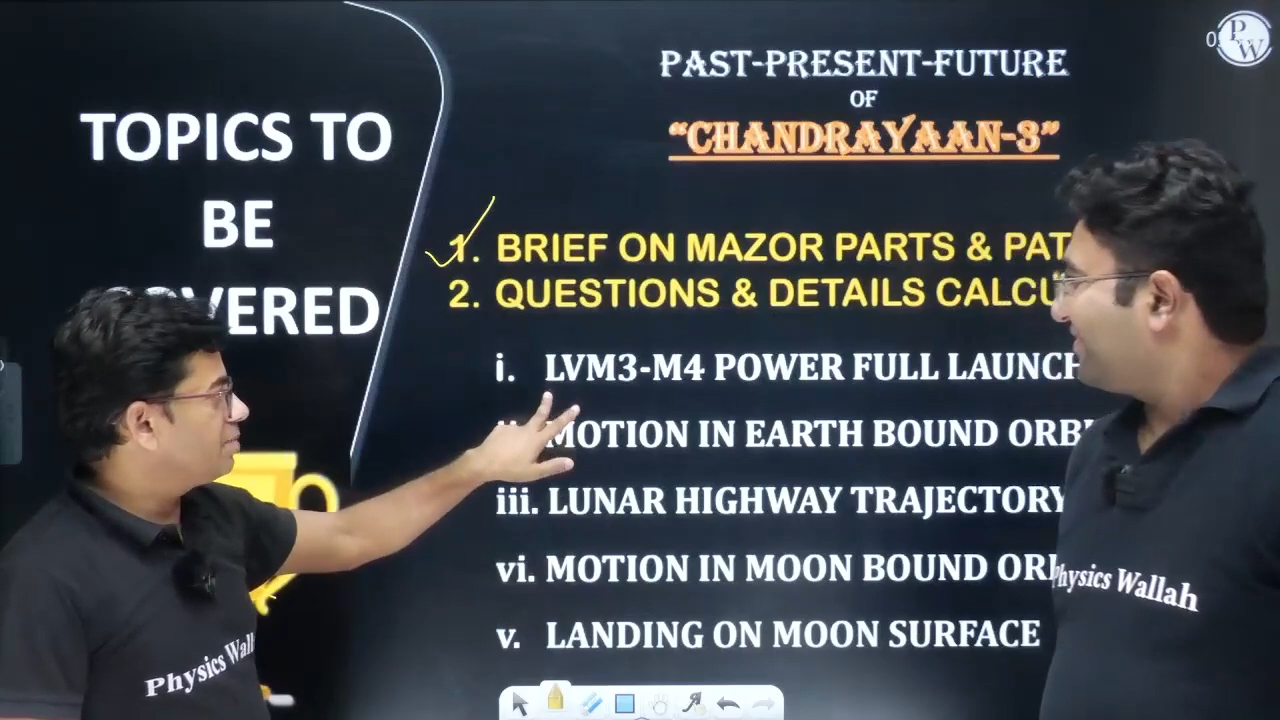 TOPICS TO
BE
VERED
PAST-PRESENT-FUTURE
OF
“CHANDRAYAAN-3”
1. BRIEF ON MAZOR PARTS & PAT
2. QUESTIONS & DETAILS CALCU
i. LVM3-M4 POWER FULL LAUNCH
MOTION IN EARTH BOUND ORB
iii. LUNAR HIGHWAY TRAJECTORY
vi. MOTION IN MOON BOUND ORB
v. LANDING ON MOON SURFACE
PW
Physics Wall
Physics Wallah